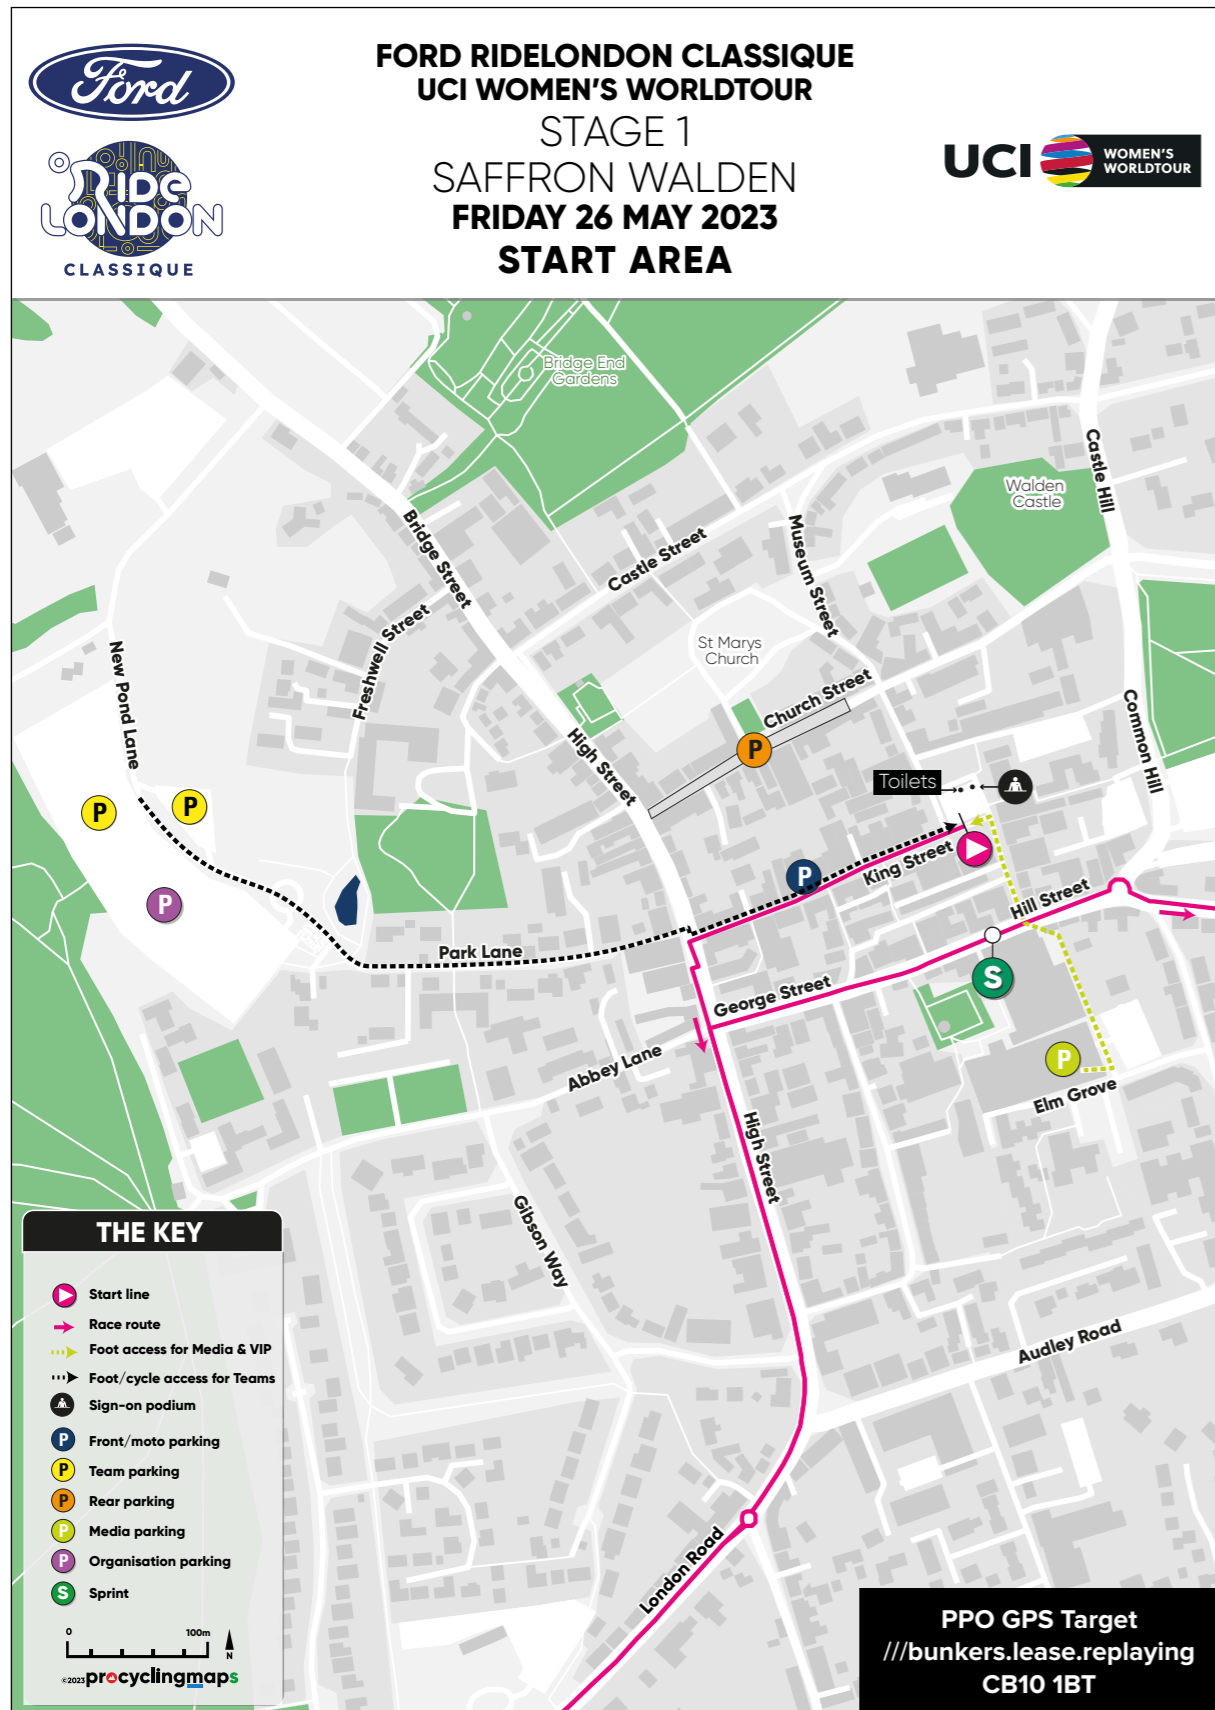 Ford
RIDE
LONDON
CLASSIQUE
FORD RIDELONDON CLASSIQUE
UCI WOMEN'S WORLDTOUR
STAGE 1
SAFFRON WALDEN
FRIDAY 26 MAY 2023
START AREA
UCI
WOMEN'S
WORLDTOUR
Bridge End
Gardens
Castle Hill
Walden
Castle
Bridge Street
Castle Street
Museum Street
Freshwell Street
St Marys
Church
New Pond Lane
Church Street
Common Hill
High Street
P
Toilets
P
P
King Street
P
P
Hill Street
Park Lane
George Street
S
Abbey Lane
P
Elm Grove
High Street
Gibson Way
Audley Road
London Road
THE KEY
Start line
Race route
Foot access for Media & VIP
Foot/cycle access for Teams
Sign-on podium
P Front/moto parking
P Team parking
P Rear parking
P Media parking
P Organisation parking
S Sprint
0 100m
N
©2023 procyclingmaps
PPO GPS Target
///bunkers.lease.replaying
CB10 1BT